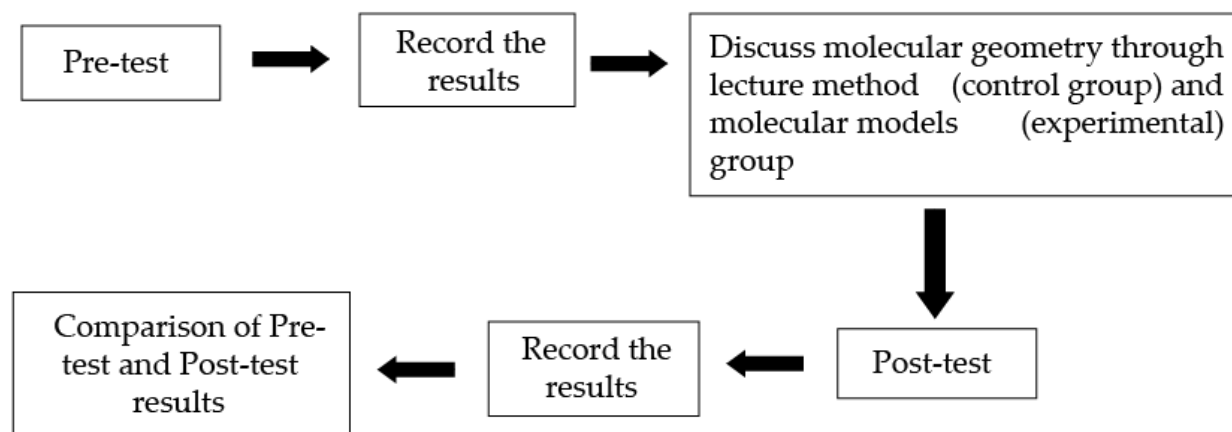 Pre-test
Record the
results
Discuss molecular geometry through
lecture method (control group) and
molecular models (experimental)
group
Post-test
Record the
results
Comparison of Pre-
test and Post-test
results